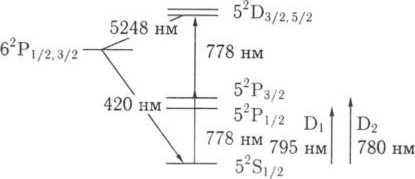 5248 нм
5²D₃/₂, ₅/₂
6²P₁/₂, ₃/₂
778 нм
5²P₃/₂
420 нм
5²P₁/₂
D₁
D₂
778 нм
795 нм
780 нм
5²S₁/₂